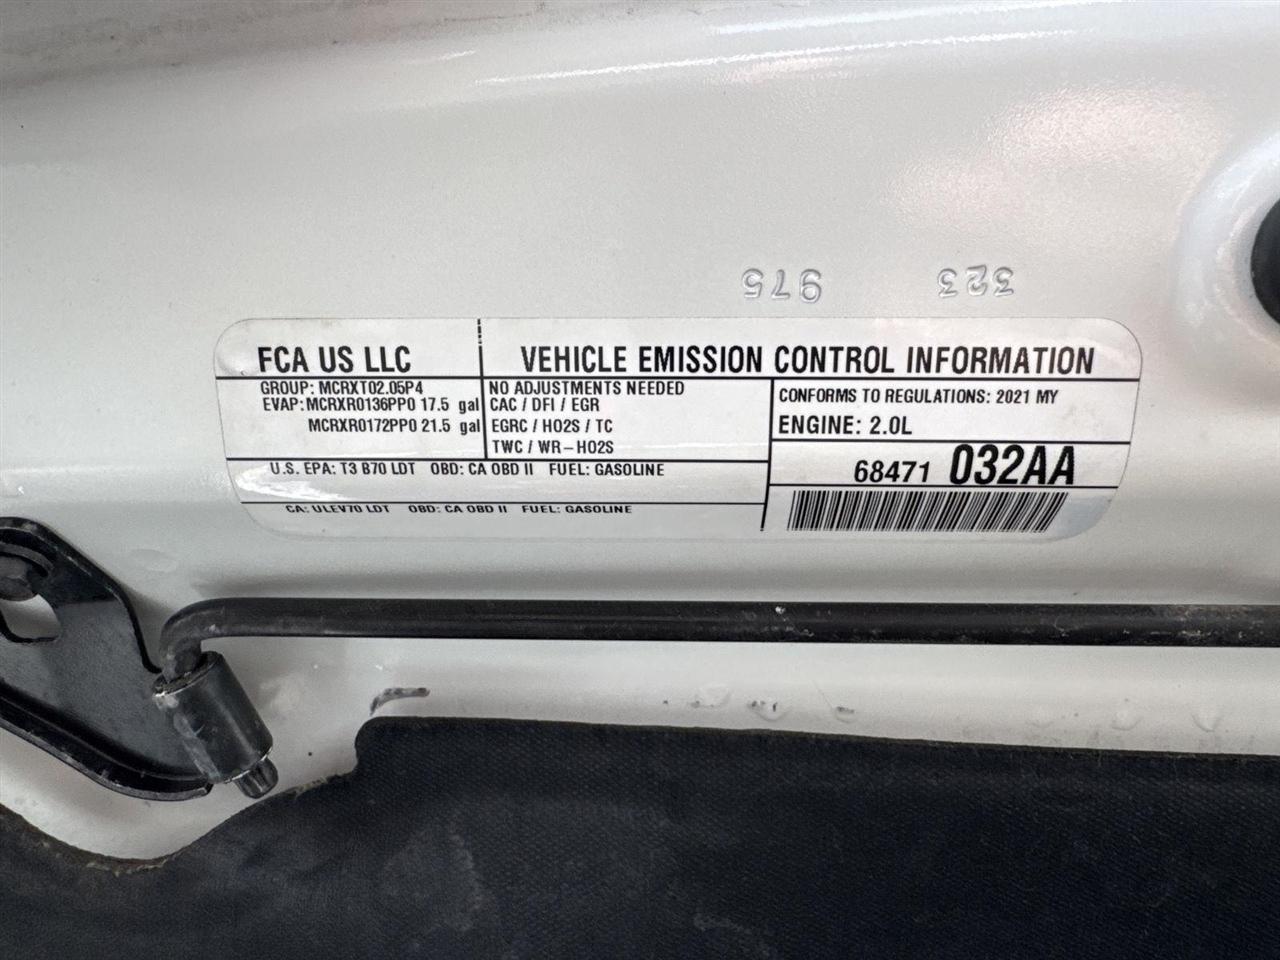 975 323
FCA US LLC
VEHICLE EMISSION CONTROL INFORMATION
GROUP: MCRXT02.05P4
EVAP: MCRXR0136PP0 17.5 gal
MCRXR0172PP0 21.5 gal
NO ADJUSTMENTS NEEDED
CAC / DFI / EGR
EGRC / HO2S / TC
TWC / WR-HO2S
CONFORMS TO REGULATIONS: 2021 MY
ENGINE: 2.0L
U.S. EPA: T3 B70 LDT OBD: CA OBD II FUEL: GASOLINE
68471 032AA
CA: ULEV70 LDT OBD: CA OBD II FUEL: GASOLINE